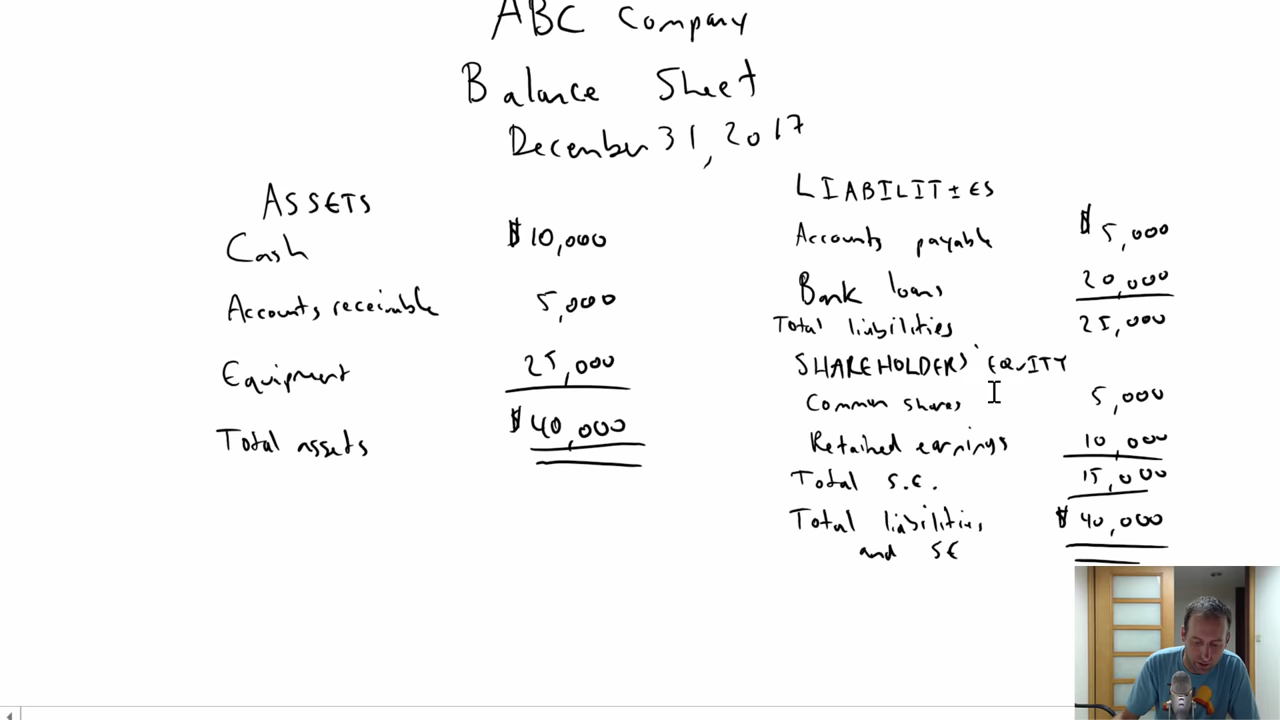 ABC Company
Balance Sheet
December 31, 2017
ASSETS
Cash $10,000
Accounts receivable 5,000
Equipment 25,000
Total assets $40,000
LIABILITIES
Accounts payable $5,000
Bank loans 20,000
Total liabilities 25,000
SHAREHOLDERS' EQUITY
Common shares 5,000
Retained earnings 10,000
Total S.E. 15,000
Total liabilities $40,000
and SE